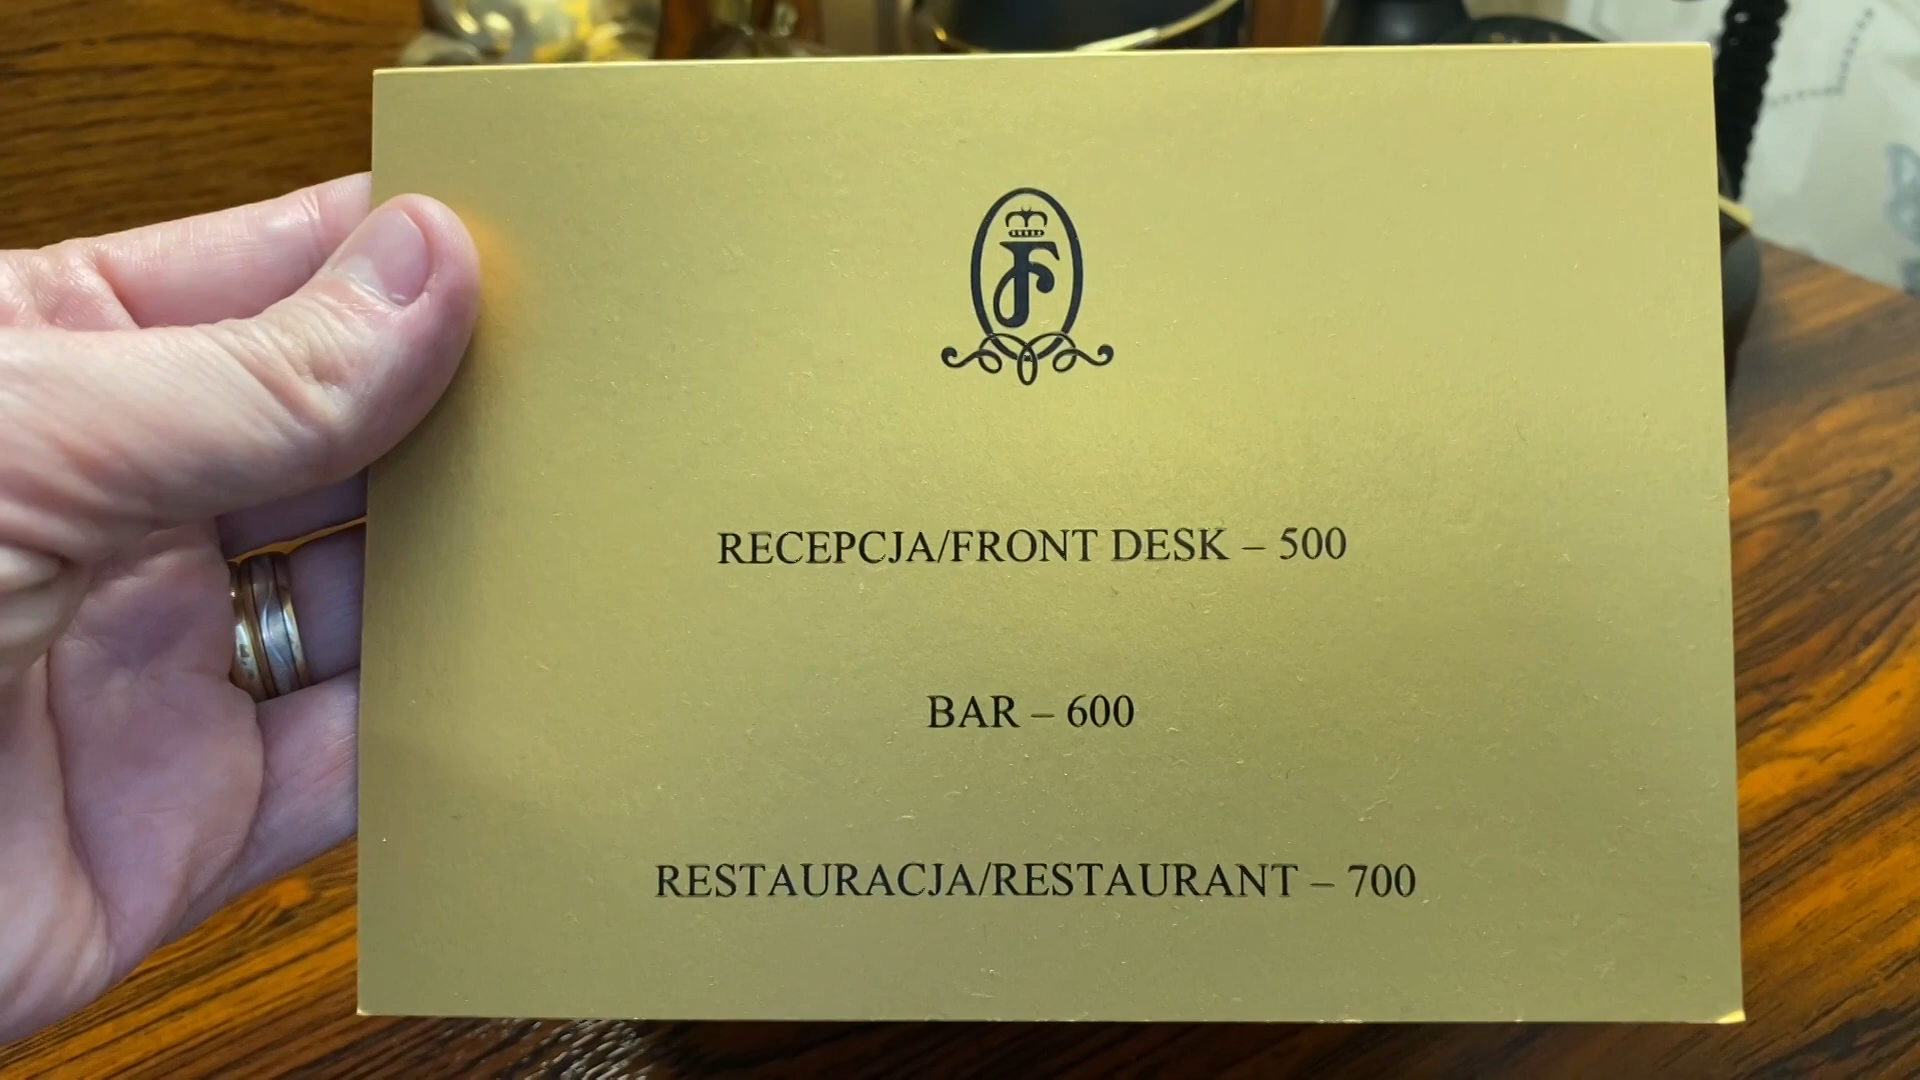 F
RECEPCJA/FRONT DESK – 500
BAR – 600
RESTAURACJA/RESTAURANT – 700